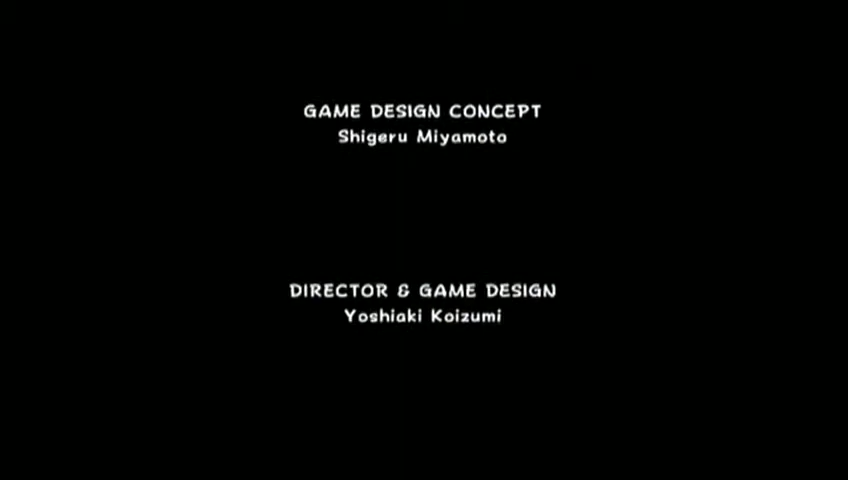 GAME DESIGN CONCEPT
Shigeru Miyamoto
DIRECTOR & GAME DESIGN
Yoshiaki Koizumi